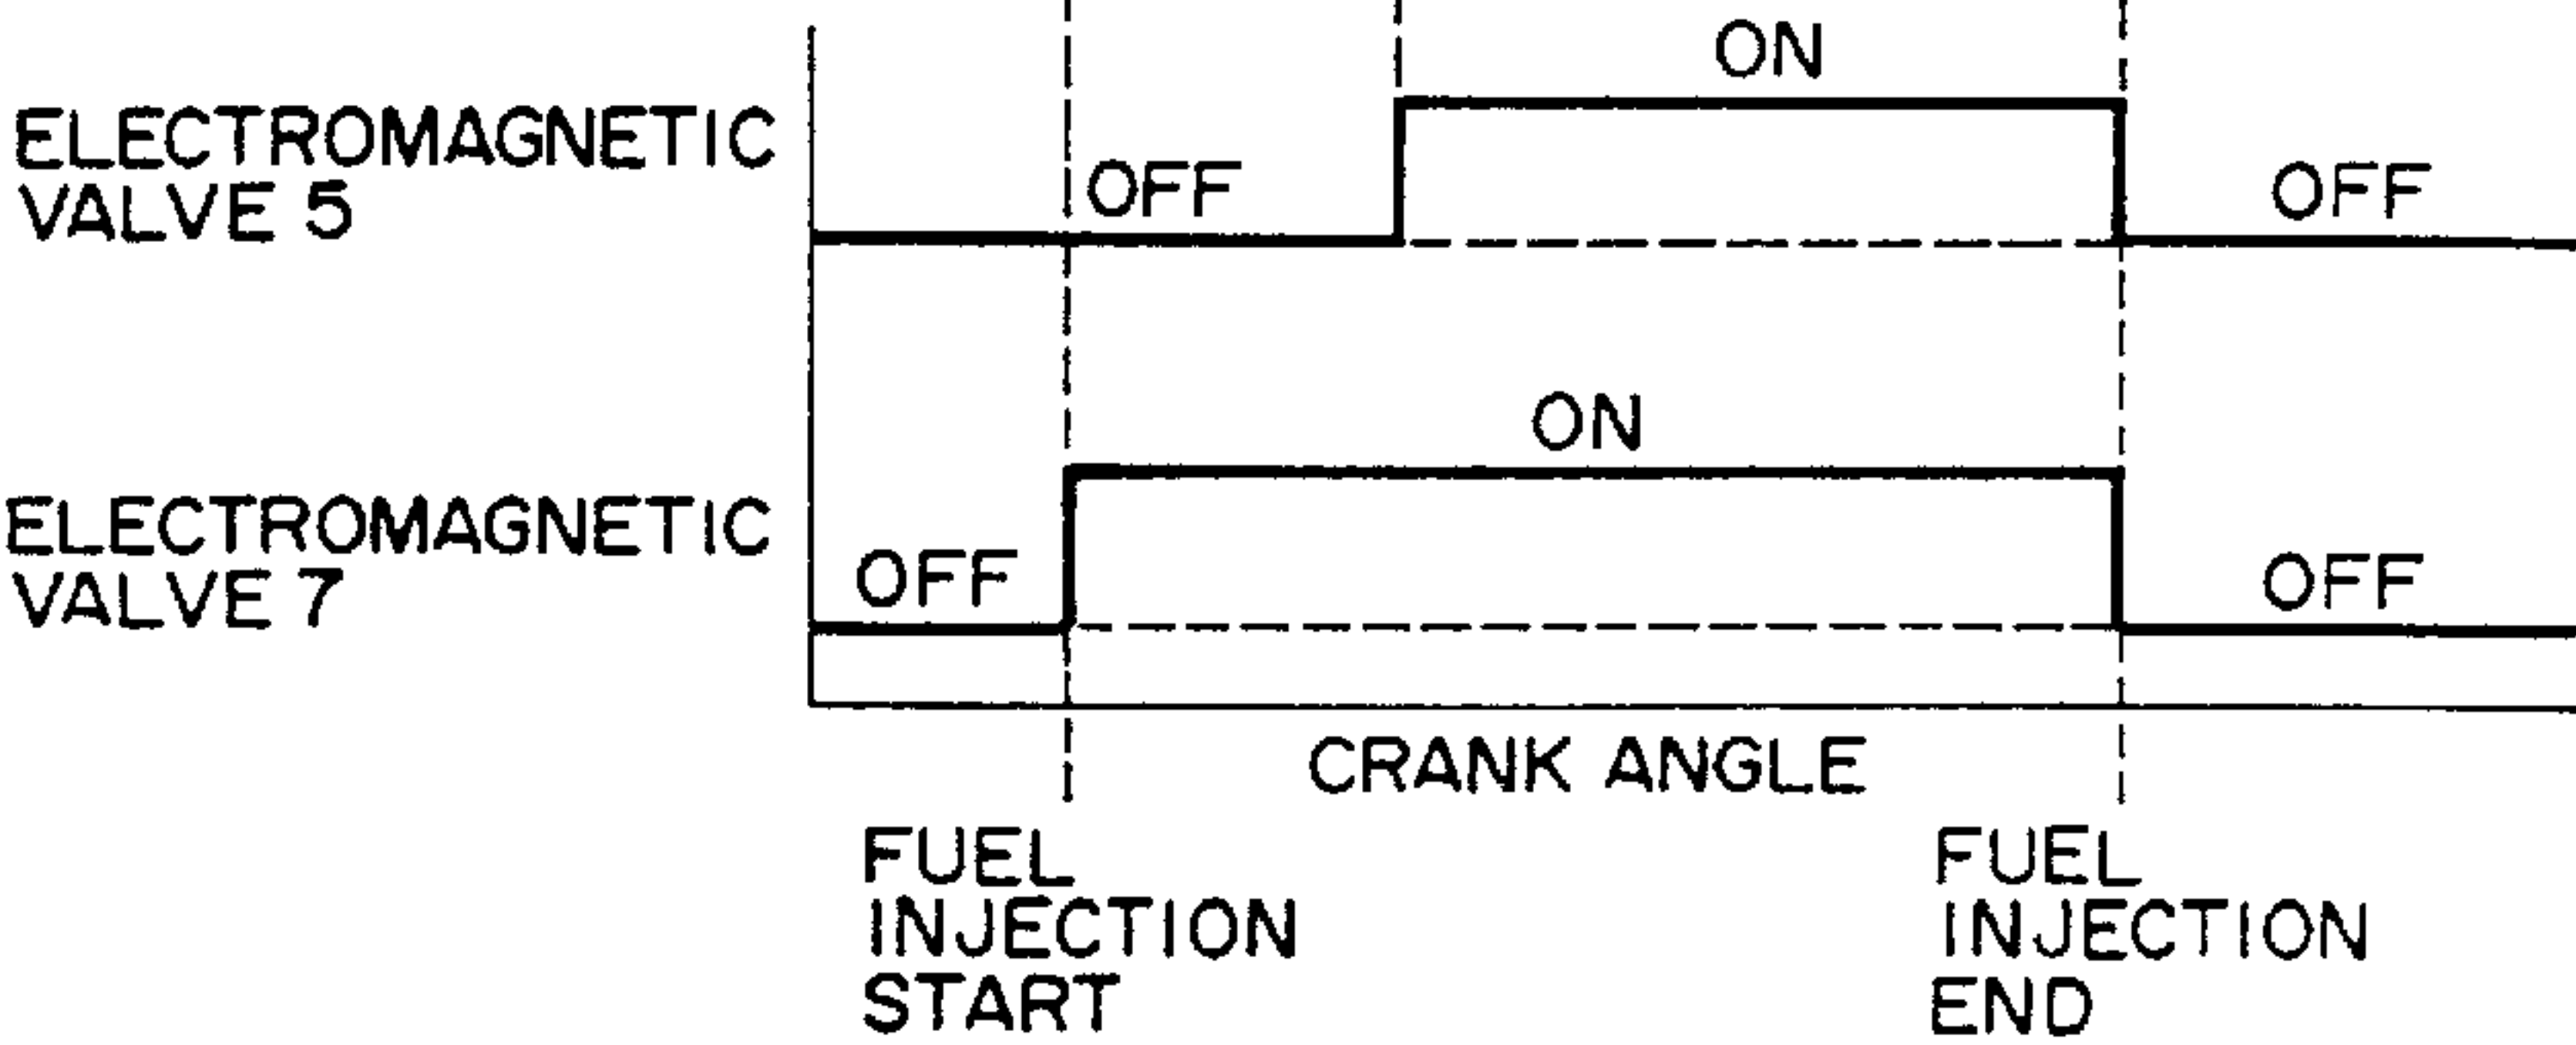 ON
ELECTROMAGNETIC
VALVE 5
OFF
OFF
ON
ELECTROMAGNETIC
VALVE 7
OFF
OFF
CRANK ANGLE
FUEL
INJECTION
START
FUEL
INJECTION
END